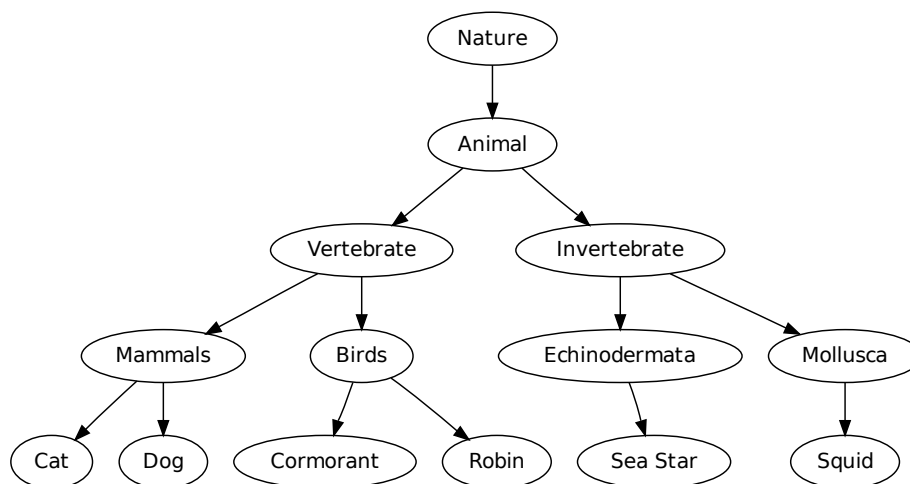 Nature
Animal
Vertebrate
Invertebrate
Mammals
Birds
Echinodermata
Mollusca
Cat
Dog
Cormorant
Robin
Sea Star
Squid